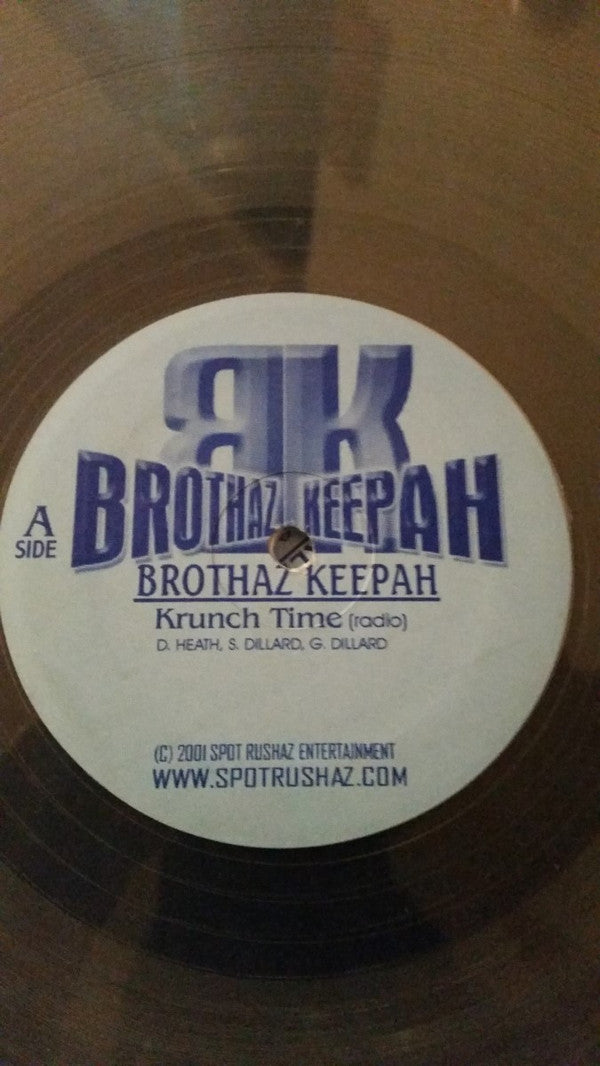 BK
BROTHAZ KEEPAH
A
SIDE
BROTHAZ KEEPAH
Krunch Time (radio)
D. HEATH, S. DILLARD, G. DILLARD
(C) 2001 SPOT RUSHAZ ENTERTAINMENT
WWW.SPOTRUSHAZ.COM